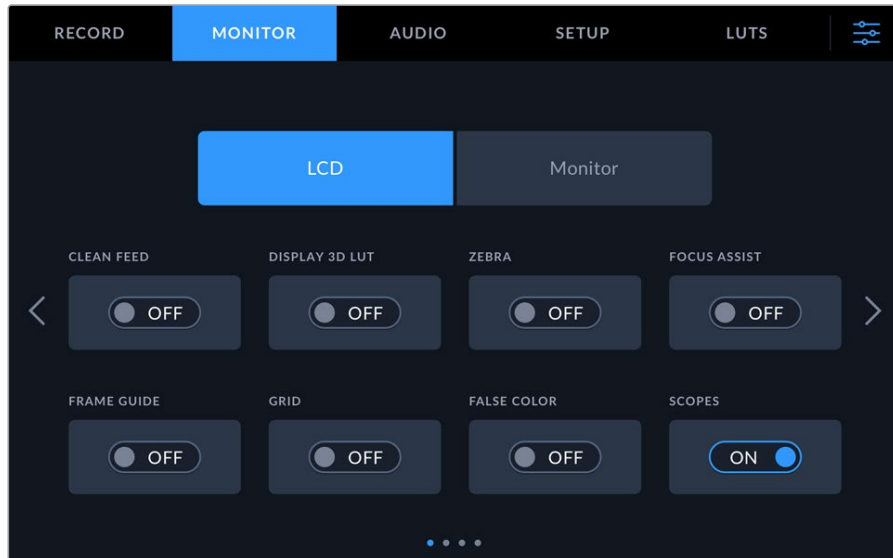 RECORD MONITOR AUDIO SETUP LUTS
LCD Monitor
CLEAN FEED DISPLAY 3D LUT ZEBRA FOCUS ASSIST
OFF OFF OFF OFF
FRAME GUIDE GRID FALSE COLOR SCOPES
OFF OFF OFF ON